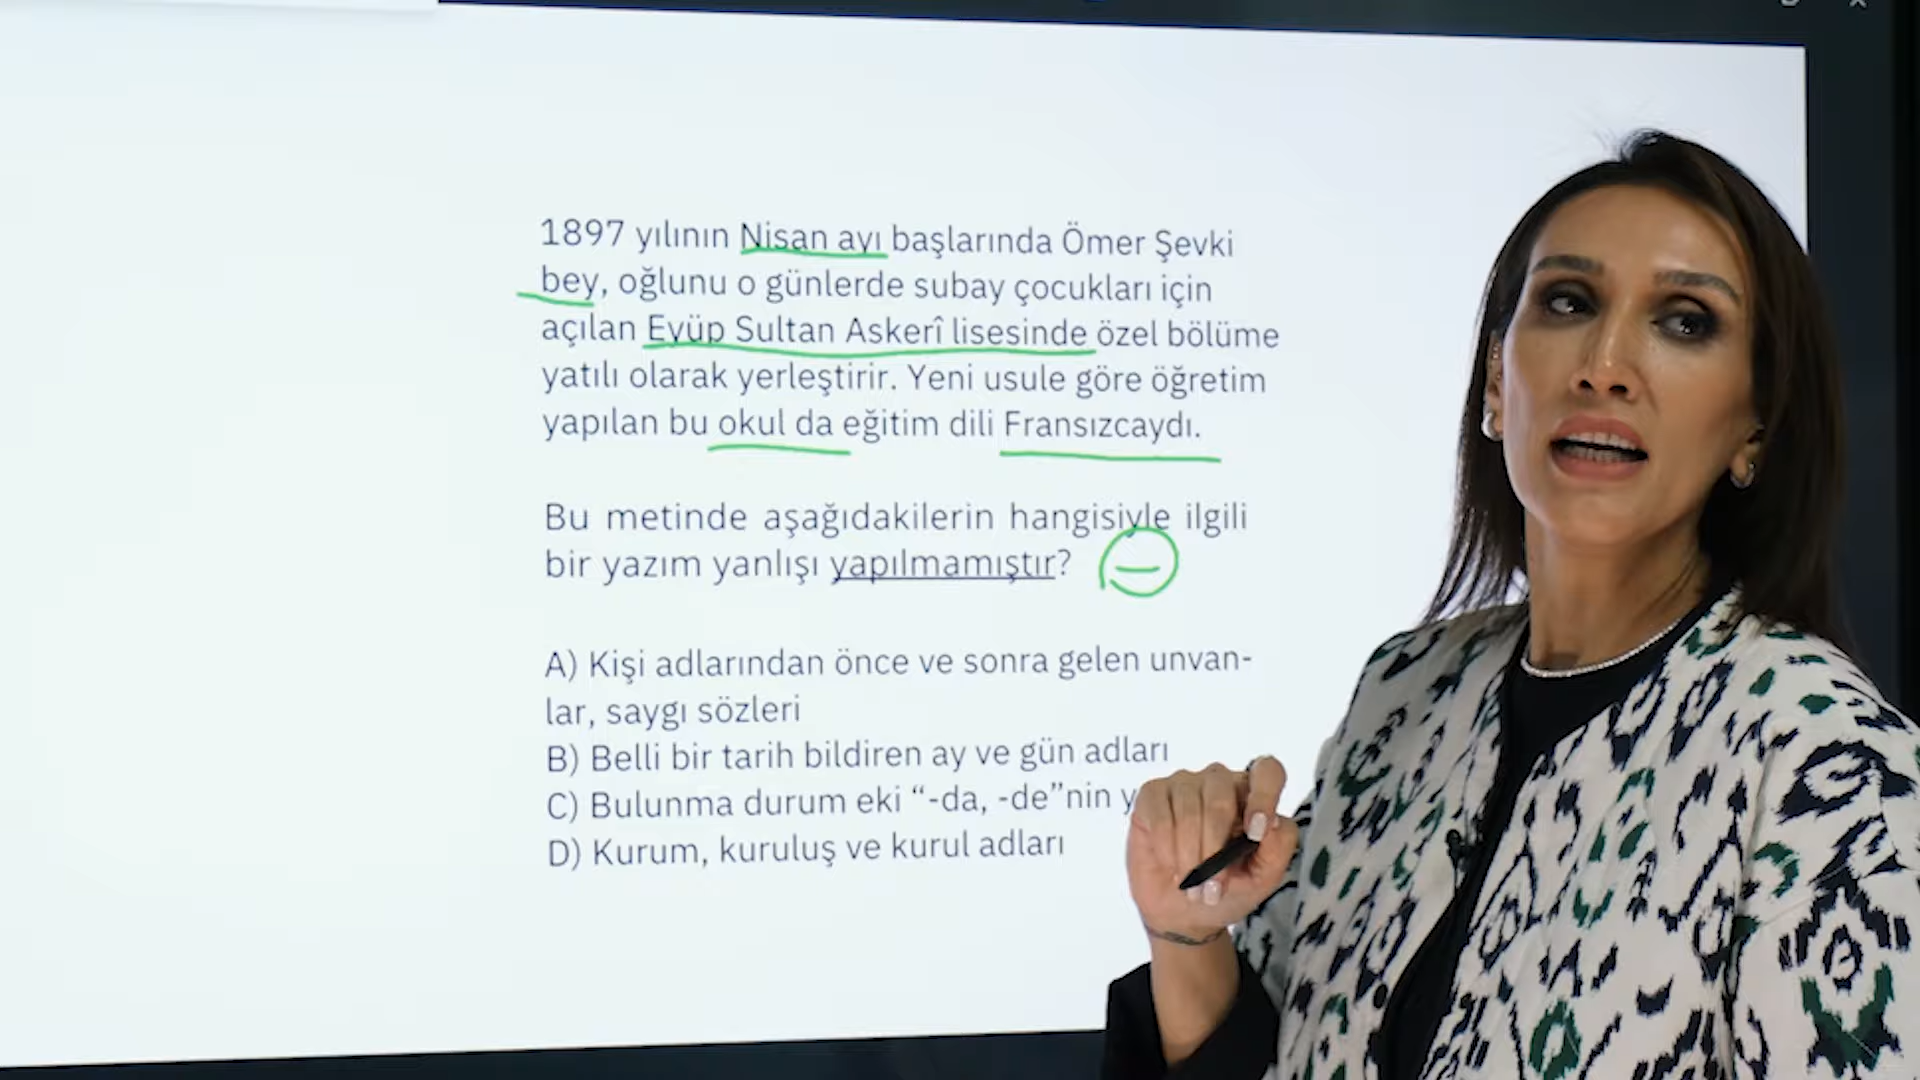 1897 yılının Nisan ayı başlarında Ömer Şevki
bey, oğlunu o günlerde subay çocukları için
açılan Eyüp Sultan Askerî lisesinde özel bölüme
yatılı olarak yerleştirir. Yeni usule göre öğretim
yapılan bu okul da eğitim dili Fransızcaydı.
Bu metinde aşağıdakilerin hangisiyle ilgili
bir yazım yanlışı yapılmamıştır?
A) Kişi adlarından önce ve sonra gelen unvan-
lar, saygı sözleri
B) Belli bir tarih bildiren ay ve gün adları
C) Bulunma durum eki “-da, -de”nin
D) Kurum, kuruluş ve kurul adları